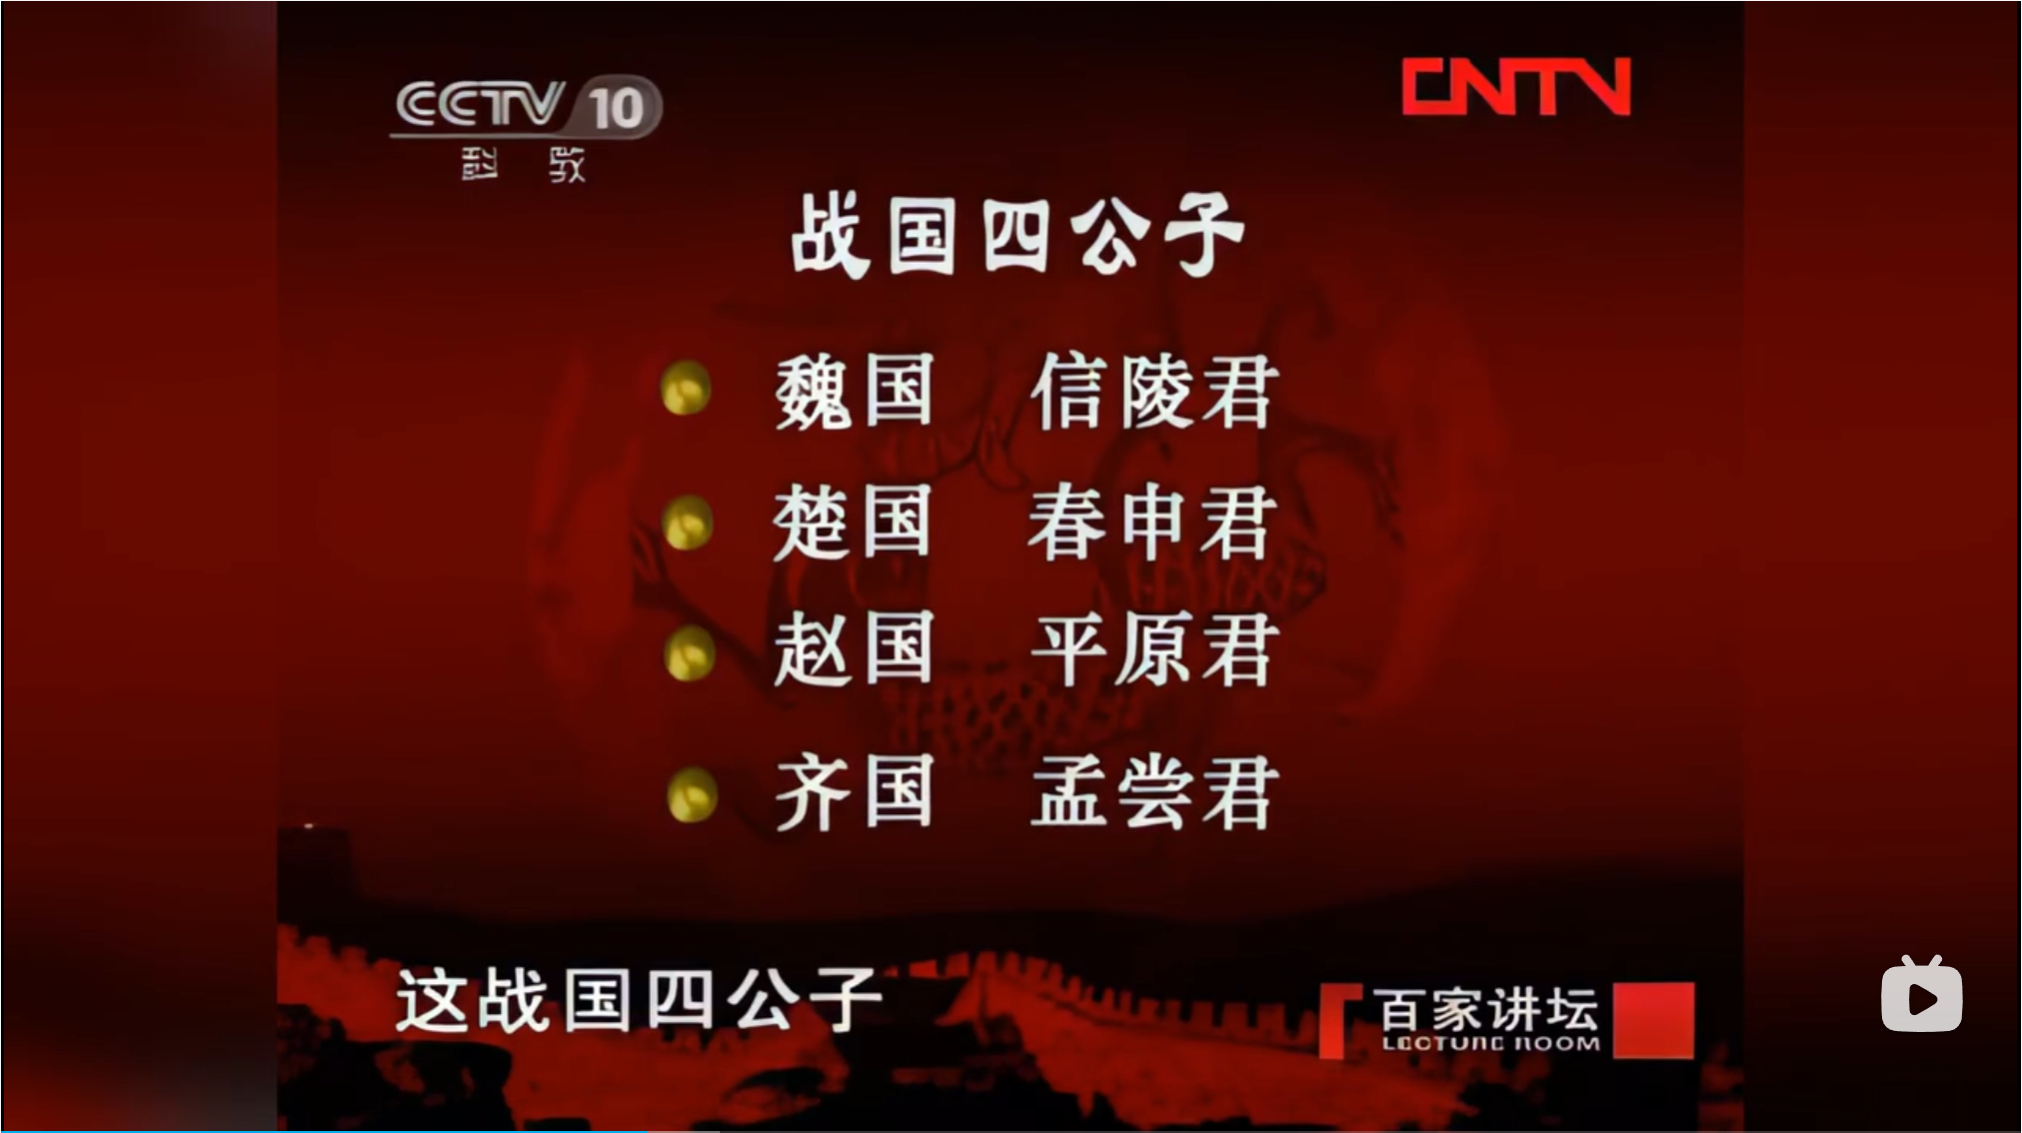 CCTV 10
CNTV
战国四公子
魏国 信陵君
楚国 春申君
赵国 平原君
齐国 孟尝君
这战国四公子
百家讲坛
LECTURE ROOM